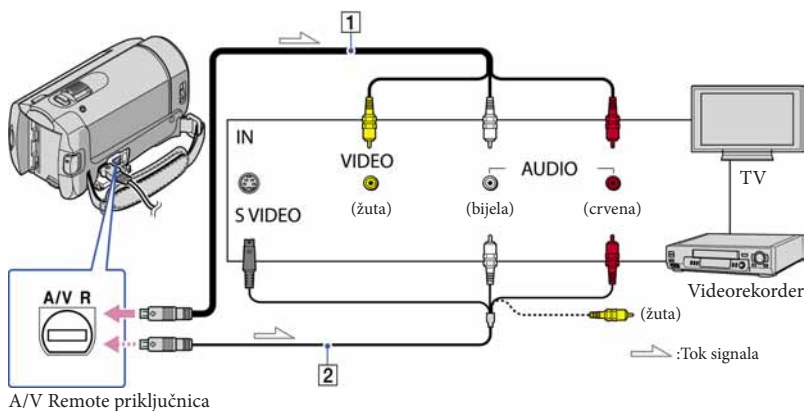 1
IN
VIDEO
AUDIO
TV
S VIDEO
(žuta)
(bijela)
(crvena)
Videorekorder
A/V R
(žuta)
:Tok signala
2
A/V Remote priključnica